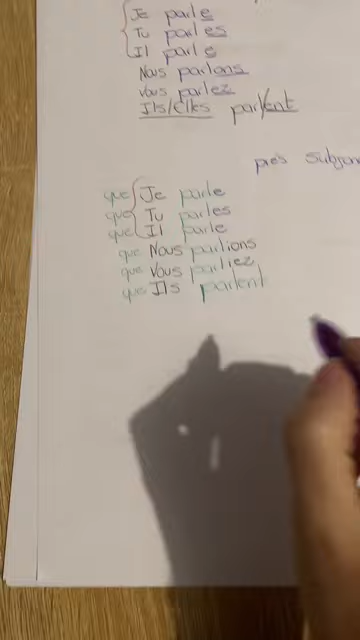 Je parle
Tu parles
Il parle
Nous parlons
Vous parlez
Ils/Elles parlent
prés Subjon
que Je parle
que Tu parles
que Il parle
que Nous parlions
que Vous parliez
que Ils parlent